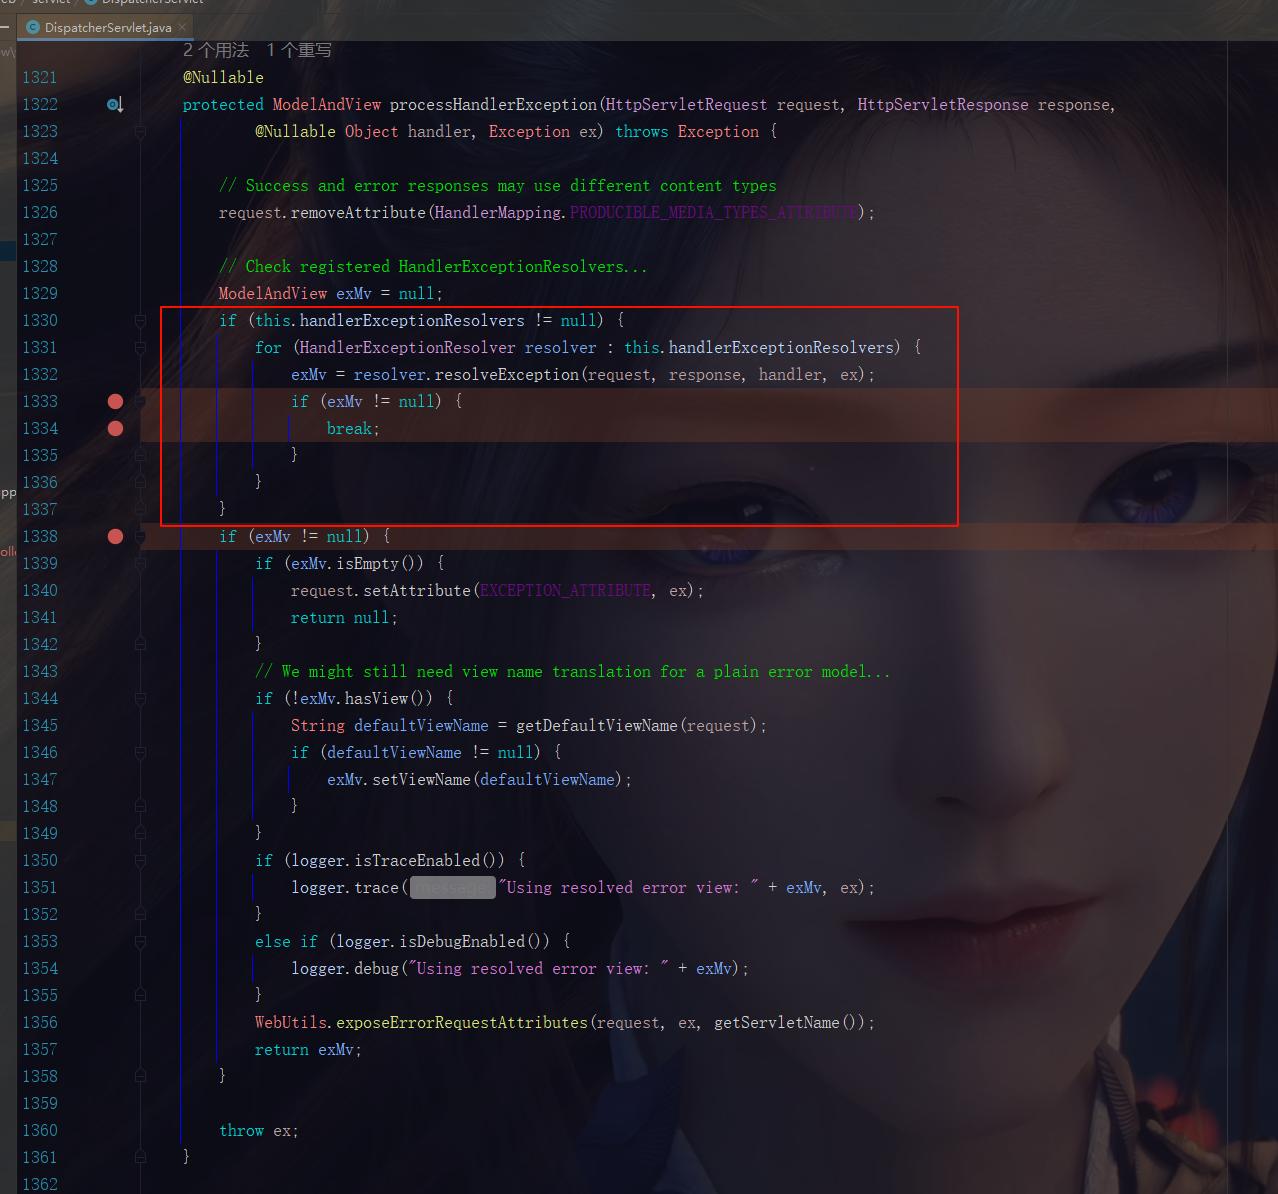 servlet DispatcherServlet
DispatcherServlet.java
2 个用法 1 个重写
1321 @Nullable
1322 protected ModelAndView processHandlerException(HttpServletRequest request, HttpServletResponse response,
1323 @Nullable Object handler, Exception ex) throws Exception {
1324
1325 // Success and error responses may use different content types
1326 request.removeAttribute(HandlerMapping.PRODUCIBLE_MEDIA_TYPES_ATTRIBUTE);
1327
1328 // Check registered HandlerExceptionResolvers...
1329 ModelAndView exMv = null;
1330 if (this.handlerExceptionResolvers != null) {
1331 for (HandlerExceptionResolver resolver : this.handlerExceptionResolvers) {
1332 exMv = resolver.resolveException(request, response, handler, ex);
1333 if (exMv != null) {
1334 break;
1335 }
1336 }
1337 }
1338 if (exMv != null) {
1339 if (exMv.isEmpty()) {
1340 request.setAttribute(EXCEPTION_ATTRIBUTE, ex);
1341 return null;
1342 }
1343 // We might still need view name translation for a plain error model...
1344 if (!exMv.hasView()) {
1345 String defaultViewName = getDefaultViewName(request);
1346 if (defaultViewName != null) {
1347 exMv.setViewName(defaultViewName);
1348 }
1349 }
1350 if (logger.isTraceEnabled()) {
1351 logger.trace( message: "Using resolved error view: " + exMv, ex);
1352 }
1353 else if (logger.isDebugEnabled()) {
1354 logger.debug("Using resolved error view: " + exMv);
1355 }
1356 WebUtils.exposeErrorRequestAttributes(request, ex, getServletName());
1357 return exMv;
1358 }
1359
1360 throw ex;
1361 }
1362